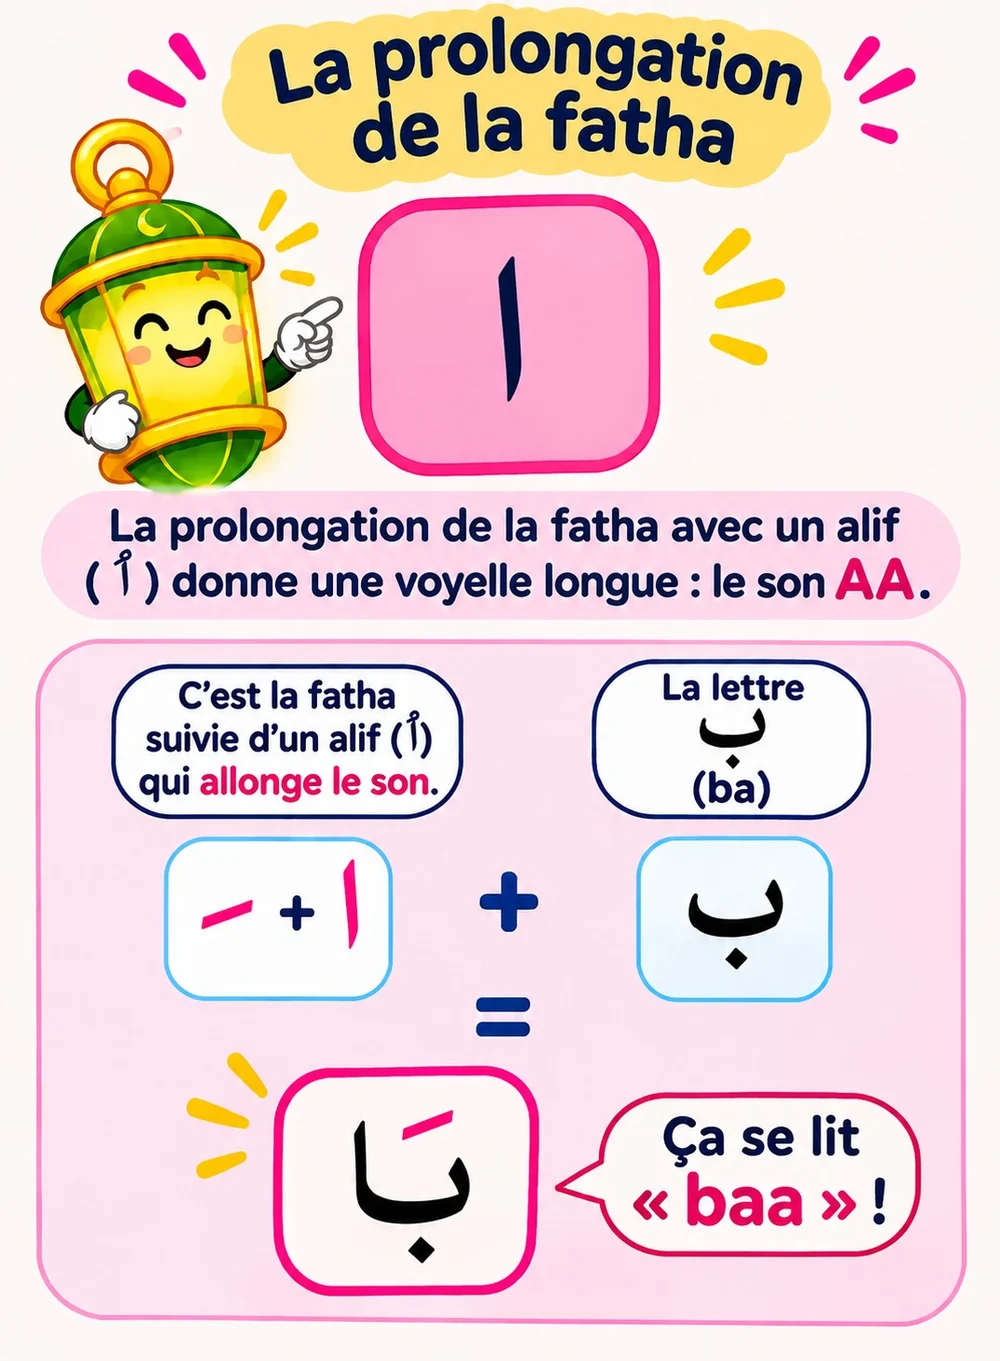 La prolongation
de la fatha
ا
La prolongation de la fatha avec un alif
( أ ) donne une voyelle longue : le son AA.
C’est la fatha
suivie d’un alif (أ)
qui allonge le son.
La lettre
ب
(ba)
َ + ا
+
ب
=
بَا
Ça se lit
« baa » !